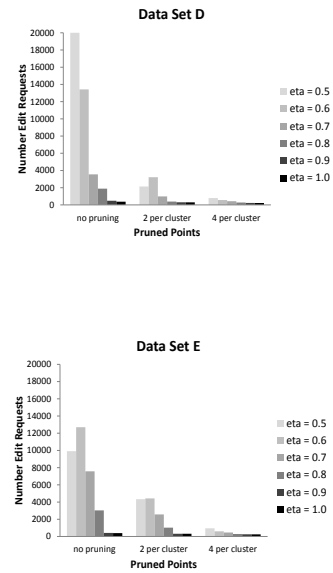 Data Set D
Number Edit Requests
20000
18000
16000
14000
12000
10000
8000
6000
4000
2000
0
no pruning 2 per cluster 4 per cluster
Pruned Points
eta = 0.5
eta = 0.6
eta = 0.7
eta = 0.8
eta = 0.9
eta = 1.0
Data Set E
Number Edit Requests
20000
18000
16000
14000
12000
10000
8000
6000
4000
2000
0
no pruning 2 per cluster 4 per cluster
Pruned Points
eta = 0.5
eta = 0.6
eta = 0.7
eta = 0.8
eta = 0.9
eta = 1.0